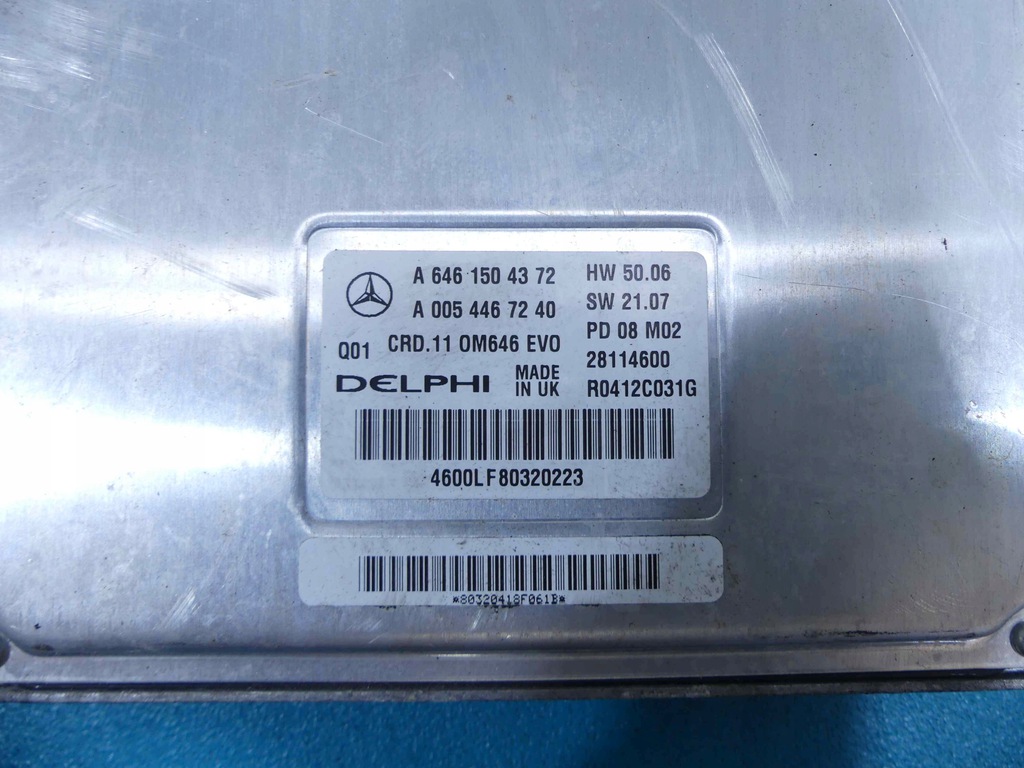 A 646 150 43 72 HW 50.06
A 005 446 72 40 SW 21.07
PD 08 M02
Q01 CRD.11 OM646 EVO 28114600
DELPHI MADE IN UK R0412C031G
4600LF80320223
*80320418F061B*